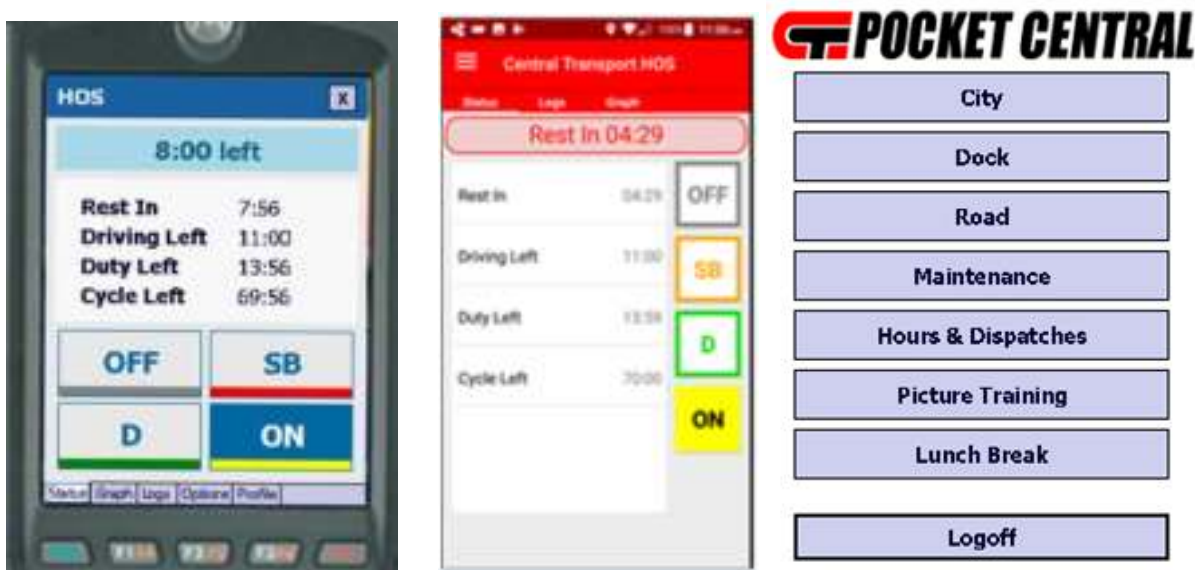 HOS X
8:00 left
Rest In 7:56
Driving Left 11:00
Duty Left 13:56
Cycle Left 69:56
OFF SB
D ON
Status Graph Logs Options Profile
Central Transport HOS
Status Logs Graph
Rest In 04:29
Rest In 04:29
OFF
Driving Left 11:00
SB
Duty Left 13:59
D
Cycle Left 70:00
ON
POCKET CENTRAL
City
Dock
Road
Maintenance
Hours & Dispatches
Picture Training
Lunch Break
Logoff